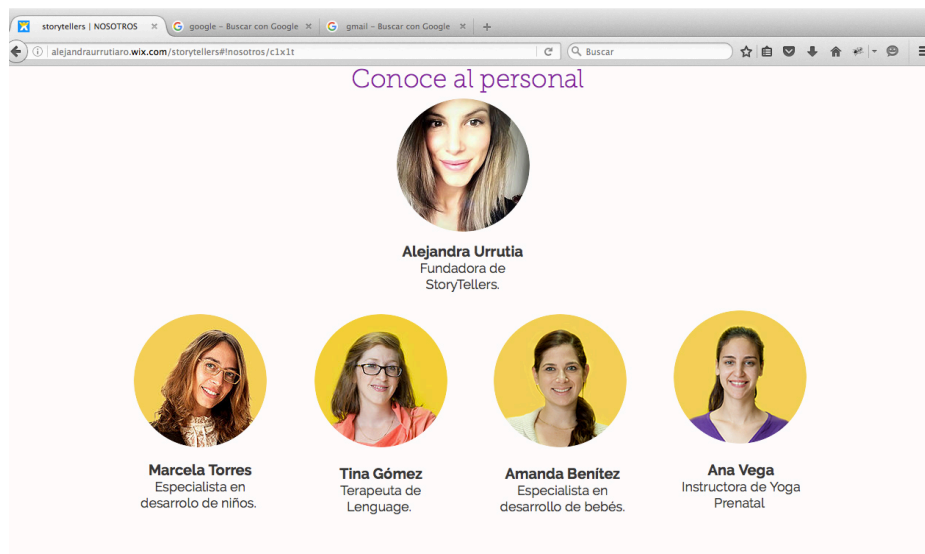 storytellers | NOSOTROS
google – Buscar con Google
gmail – Buscar con Google
alejandraurrutiaro.wix.com/storytellers#!nosotros/c1x1t
Buscar
Conoce al personal
Alejandra Urrutia
Fundadora de
StoryTellers.
Marcela Torres
Especialista en
desarrolo de niños.
Tina Gómez
Terapeuta de
Lenguage.
Amanda Benítez
Especialista en
desarrollo de bebés.
Ana Vega
Instructora de Yoga
Prenatal